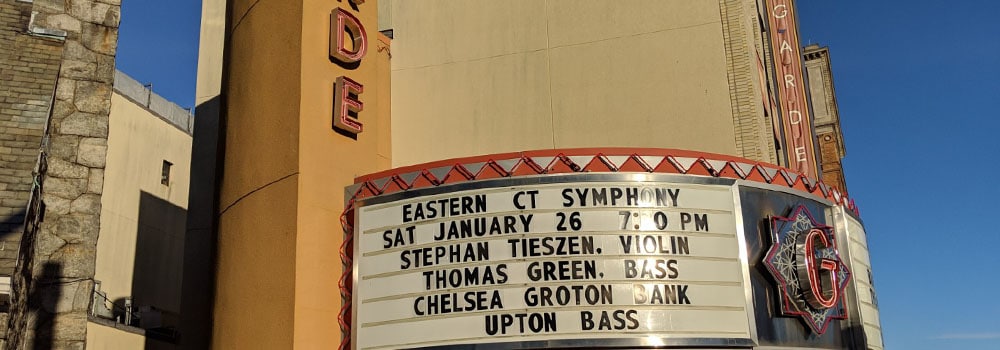 RDE
GARDE
EASTERN CT SYMPHONY
SAT JANUARY 26 7: 0 PM
STEPHAN TIESZEN. VIOLIN
THOMAS GREEN. BASS
CHELSEA GROTON BANK
UPTON BASS
G